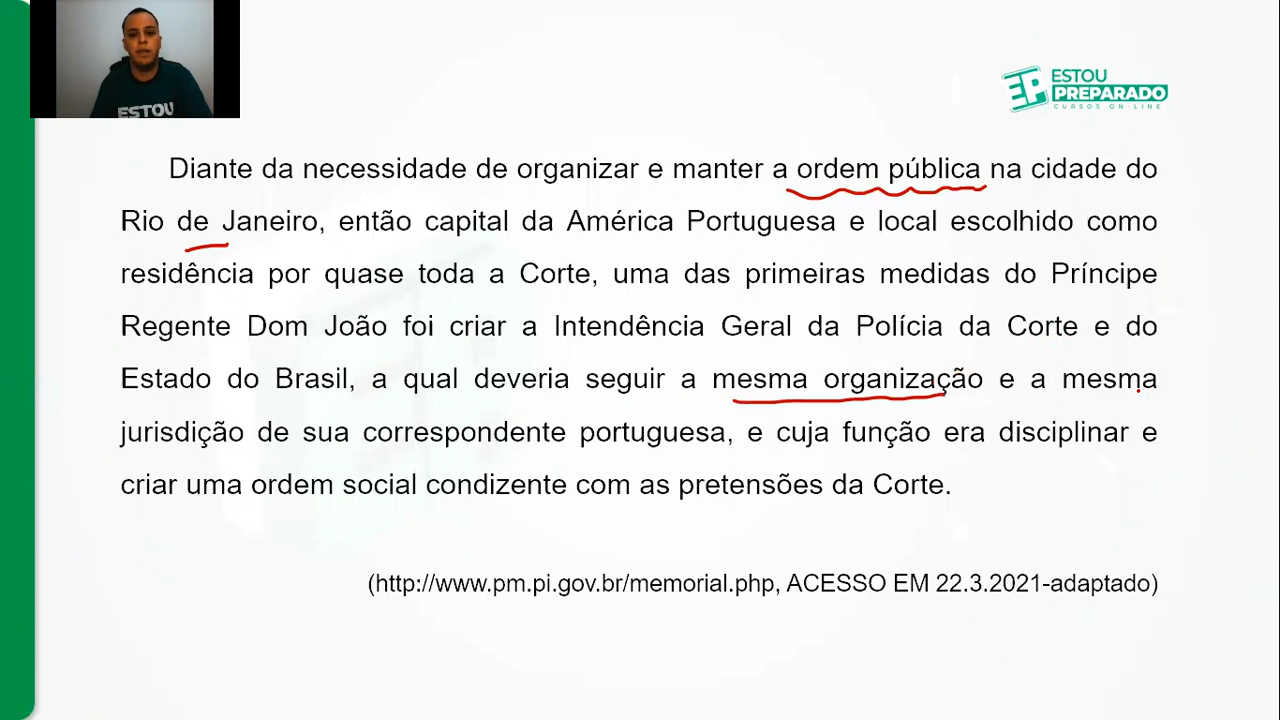 ESTOU
ESTOU
PREPARADO
CURSOS ON-LINE
Diante da necessidade de organizar e manter a ordem pública na cidade do
Rio de Janeiro, então capital da América Portuguesa e local escolhido como
residência por quase toda a Corte, uma das primeiras medidas do Príncipe
Regente Dom João foi criar a Intendência Geral da Polícia da Corte e do
Estado do Brasil, a qual deveria seguir a mesma organização e a mesma
jurisdição de sua correspondente portuguesa, e cuja função era disciplinar e
criar uma ordem social condizente com as pretensões da Corte.
(http://www.pm.pi.gov.br/memorial.php, ACESSO EM 22.3.2021-adaptado)